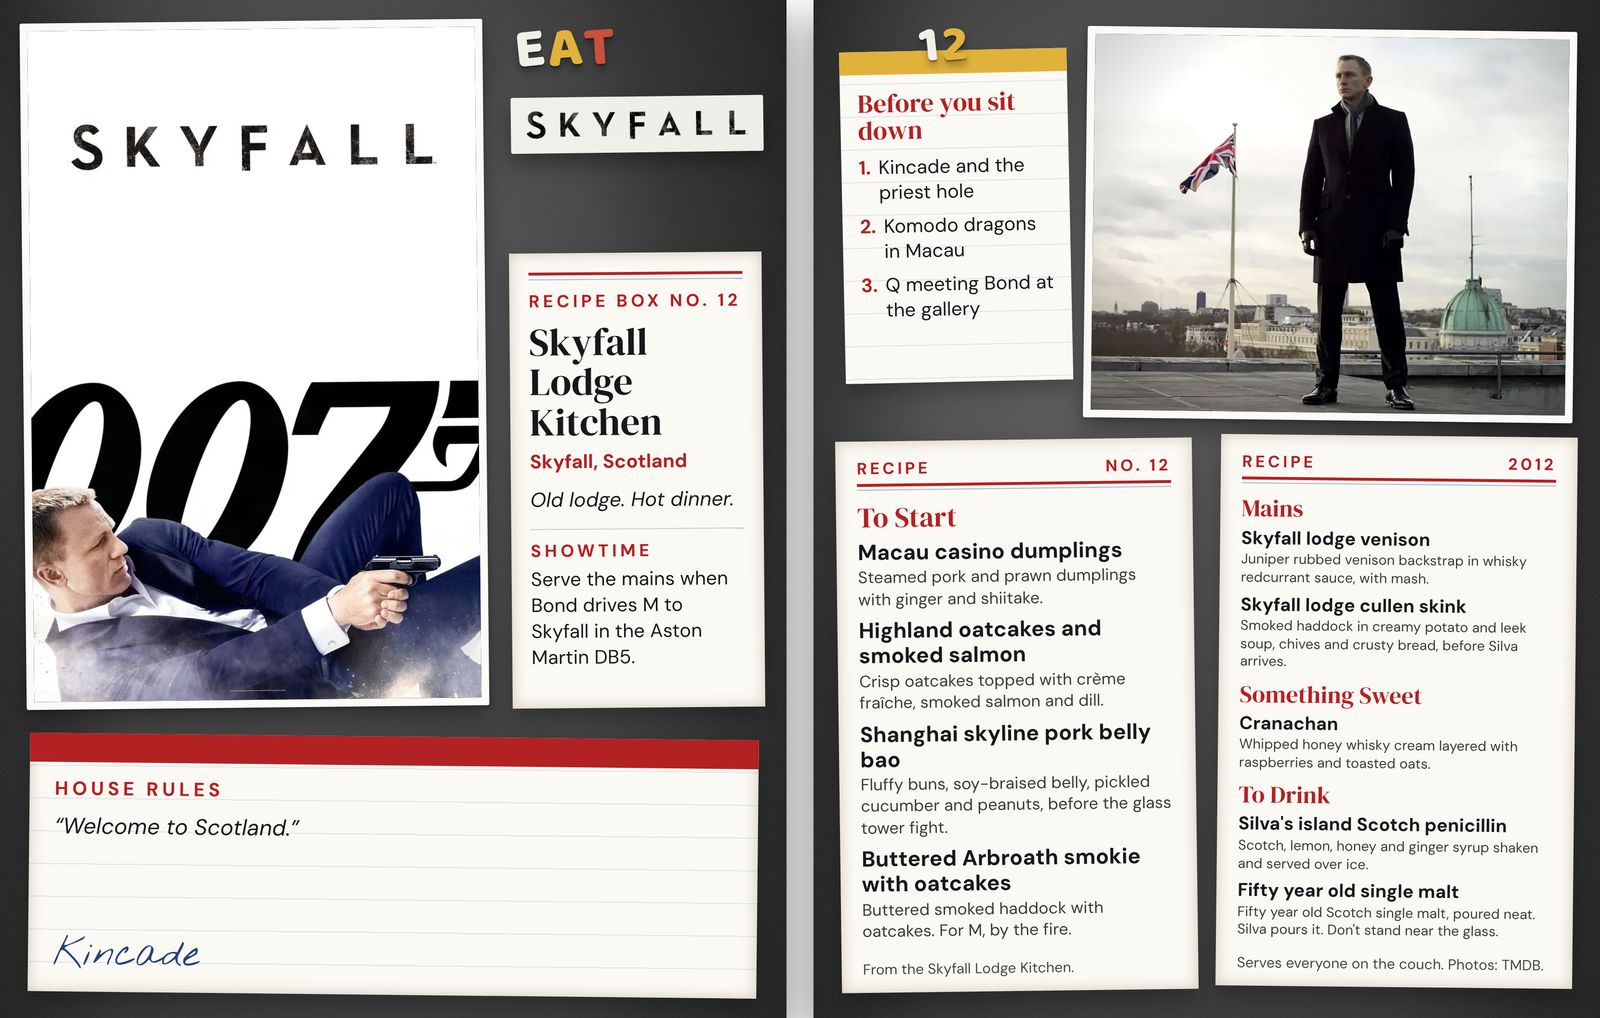 SKYFALL
007
EAT
SKYFALL
RECIPE BOX NO. 12
Skyfall
Lodge
Kitchen
Skyfall, Scotland
Old lodge. Hot dinner.
SHOWTIME
Serve the mains when
Bond drives M to
Skyfall in the Aston
Martin DB5.
HOUSE RULES
“Welcome to Scotland.”
Kincade
12
Before you sit
down
1. Kincade and the
priest hole
2. Komodo dragons
in Macau
3. Q meeting Bond at
the gallery
RECIPE NO. 12
To Start
Macau casino dumplings
Steamed pork and prawn dumplings
with ginger and shiitake.
Highland oatcakes and
smoked salmon
Crisp oatcakes topped with crème
fraîche, smoked salmon and dill.
Shanghai skyline pork belly
bao
Fluffy buns, soy-braised belly, pickled
cucumber and peanuts, before the glass
tower fight.
Buttered Arbroath smokie
with oatcakes
Buttered smoked haddock with
oatcakes. For M, by the fire.
From the Skyfall Lodge Kitchen.
RECIPE 2012
Mains
Skyfall lodge venison
Juniper rubbed venison backstrap in whisky
redcurrant sauce, with mash.
Skyfall lodge cullen skink
Smoked haddock in creamy potato and leek
soup, chives and crusty bread, before Silva
arrives.
Something Sweet
Cranachan
Whipped honey whisky cream layered with
raspberries and toasted oats.
To Drink
Silva's island Scotch penicillin
Scotch, lemon, honey and ginger syrup shaken
and served over ice.
Fifty year old single malt
Fifty year old Scotch single malt, poured neat.
Silva pours it. Don't stand near the glass.
Serves everyone on the couch. Photos: TMDB.